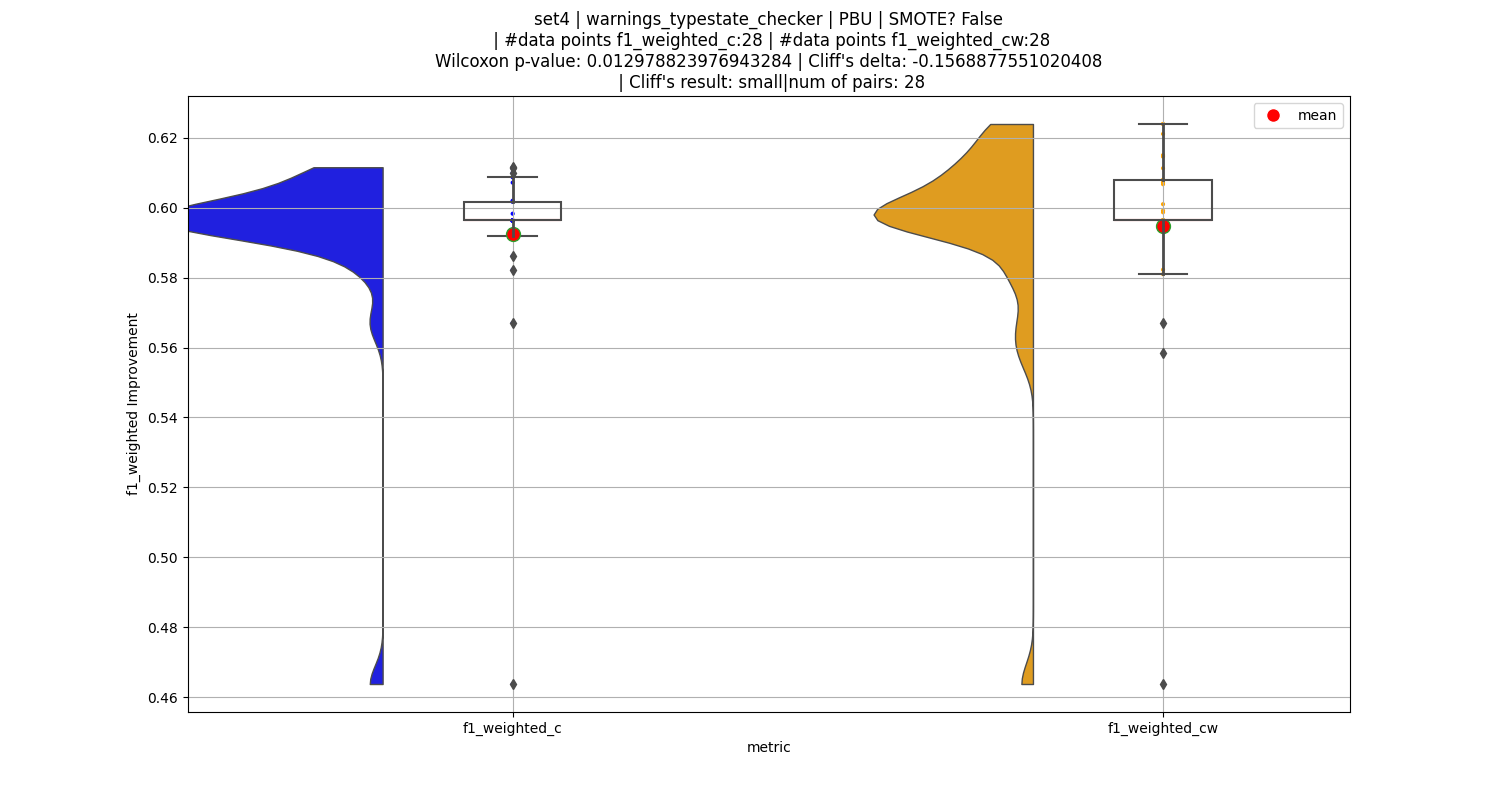 set4 | warnings_typestate_checker | PBU | SMOTE? False
| #data points f1_weighted_c:28 | #data points f1_weighted_cw:28
Wilcoxon p-value: 0.012978823976943284 | Cliff's delta: -0.1568877551020408
| Cliff's result: small|num of pairs: 28
mean
0.62
0.60
0.58
0.56
0.54
0.52
0.50
0.48
0.46
f1_weighted Improvement
f1_weighted_c
f1_weighted_cw
metric